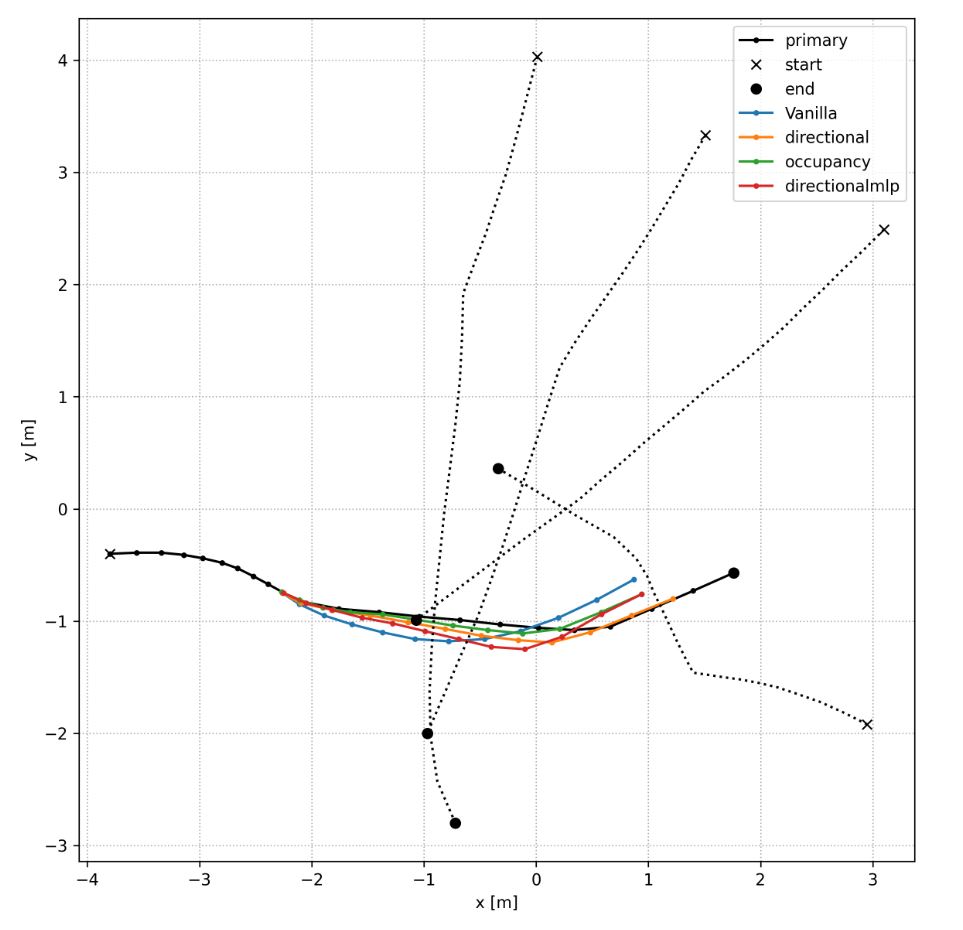 primary
start
end
Vanilla
directional
occupancy
directionalmlp
4
3
2
1
0
−1
−2
−3
y [m]
−4 −3 −2 −1 0 1 2 3
x [m]